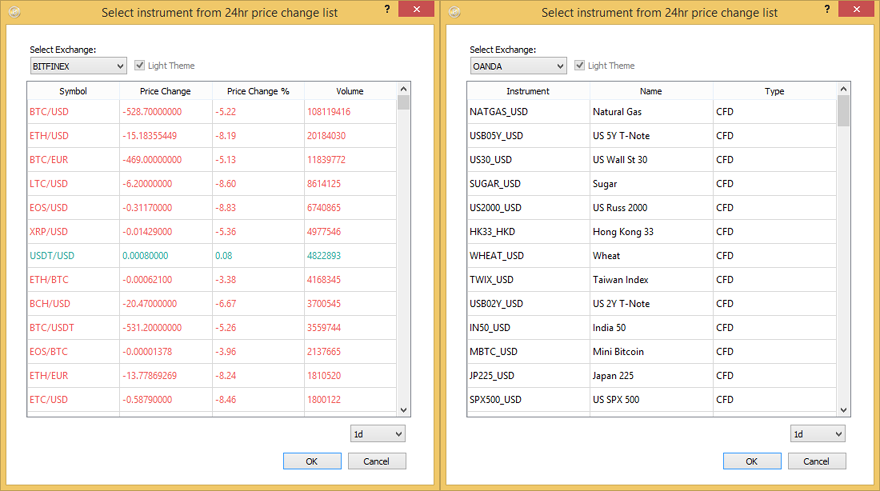 Select instrument from 24hr price change list
?
Select Exchange:
BITFINEX
Light Theme
Symbol Price Change Price Change % Volume
BTC/USD -528.70000000 -5.22 108119416
ETH/USD -15.18355449 -8.19 20184030
BTC/EUR -469.00000000 -5.13 11839772
LTC/USD -6.20000000 -8.60 8614125
EOS/USD -0.31170000 -8.83 6740865
XRP/USD -0.01429000 -5.36 4977546
USDT/USD 0.00080000 0.08 4822893
ETH/BTC -0.00062100 -3.38 4168345
BCH/USD -20.47000000 -6.67 3700545
BTC/USDT -531.20000000 -5.26 3559744
EOS/BTC -0.00001378 -3.96 2137665
ETH/EUR -13.77869269 -8.24 1810520
ETC/USD -0.58790000 -8.46 1800122
1d
OK Cancel
Select instrument from 24hr price change list
?
Select Exchange:
OANDA
Light Theme
Instrument Name Type
NATGAS_USD Natural Gas CFD
USB05Y_USD US 5Y T-Note CFD
US30_USD US Wall St 30 CFD
SUGAR_USD Sugar CFD
US2000_USD US Russ 2000 CFD
HK33_HKD Hong Kong 33 CFD
WHEAT_USD Wheat CFD
TWIX_USD Taiwan Index CFD
USB02Y_USD US 2Y T-Note CFD
IN50_USD India 50 CFD
MBTC_USD Mini Bitcoin CFD
JP225_USD Japan 225 CFD
SPX500_USD US SPX 500 CFD
1d
OK Cancel